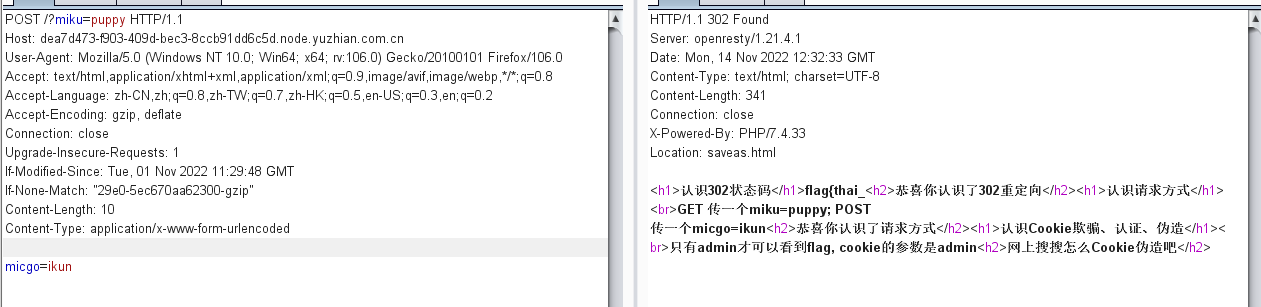 POST /?miku=puppy HTTP/1.1
Host: dea7d473-f903-409d-bec3-8ccb91dd6c5d.node.yuzhian.com.cn
User-Agent: Mozilla/5.0 (Windows NT 10.0; Win64; x64; rv:106.0) Gecko/20100101 Firefox/106.0
Accept: text/html,application/xhtml+xml,application/xml;q=0.9,image/avif,image/webp,*/*;q=0.8
Accept-Language: zh-CN,zh;q=0.8,zh-TW;q=0.7,zh-HK;q=0.5,en-US;q=0.3,en;q=0.2
Accept-Encoding: gzip, deflate
Connection: close
Upgrade-Insecure-Requests: 1
If-Modified-Since: Tue, 01 Nov 2022 11:29:48 GMT
If-None-Match: "29e0-5ec670aa62300-gzip"
Content-Length: 10
Content-Type: application/x-www-form-urlencoded
micgo=ikun
HTTP/1.1 302 Found
Server: openresty/1.21.4.1
Date: Mon, 14 Nov 2022 12:32:33 GMT
Content-Type: text/html; charset=UTF-8
Content-Length: 341
Connection: close
X-Powered-By: PHP/7.4.33
Location: saveas.html
<h1>认识302状态码</h1>flag{thai_<h2>恭喜你认识了302重定向</h2><h1>认识请求方式</h1>
<br>GET 传一个miku=puppy; POST
传一个micgo=ikun<h2>恭喜你认识了请求方式</h2><h1>认识Cookie欺骗、认证、伪造</h1><
br>只有admin才可以看到flag, cookie的参数是admin<h2>网上搜搜怎么Cookie伪造吧</h2>